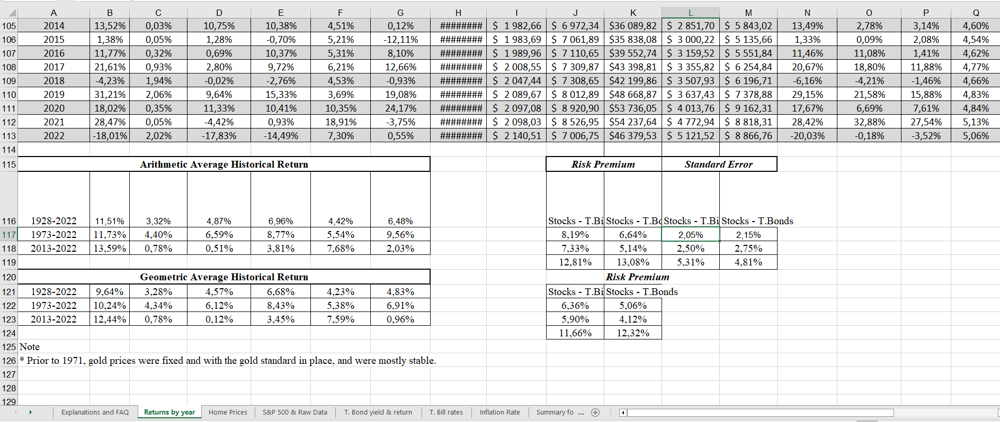 A B C D E F G H I J K L M N O P Q
105 2014 13,52% 0,03% 10,75% 10,38% 4,51% 0,12% ######## $ 1 982,66 $ 6 972,34 $36 089,82 $ 2 851,70 $ 5 843,02 13,49% 2,78% 3,14% 4,60%
106 2015 1,38% 0,05% 1,28% -0,70% 5,21% -12,11% ######## $ 1 983,69 $ 7 061,89 $35 838,08 $ 3 000,22 $ 5 135,66 1,33% 0,09% 2,08% 4,54%
107 2016 11,77% 0,32% 0,69% 10,37% 5,31% 8,10% ######## $ 1 989,96 $ 7 110,65 $39 552,74 $ 3 159,52 $ 5 551,84 11,46% 11,08% 1,41% 4,62%
108 2017 21,61% 0,93% 2,80% 9,72% 6,21% 12,66% ######## $ 2 008,55 $ 7 309,87 $43 398,81 $ 3 355,82 $ 6 254,84 20,67% 18,80% 11,88% 4,77%
109 2018 -4,23% 1,94% -0,02% -2,76% 4,53% -0,93% ######## $ 2 047,44 $ 7 308,65 $42 199,86 $ 3 507,93 $ 6 196,71 -6,16% -4,21% -1,46% 4,66%
110 2019 31,21% 2,06% 9,64% 15,33% 3,69% 19,08% ######## $ 2 089,67 $ 8 012,89 $48 668,87 $ 3 637,43 $ 7 378,88 29,15% 21,58% 15,88% 4,83%
111 2020 18,02% 0,35% 11,33% 10,41% 10,35% 24,17% ######## $ 2 097,08 $ 8 920,90 $53 736,05 $ 4 013,76 $ 9 162,31 17,67% 6,69% 7,61% 4,84%
112 2021 28,47% 0,05% -4,42% 0,93% 18,91% -3,75% ######## $ 2 098,03 $ 8 526,95 $54 237,64 $ 4 772,94 $ 8 818,31 28,42% 32,88% 27,54% 5,13%
113 2022 -18,01% 2,02% -17,83% -14,49% 7,30% 0,55% ######## $ 2 140,51 $ 7 006,75 $46 379,53 $ 5 121,52 $ 8 866,76 -20,03% -0,18% -3,52% 5,06%
114
115 Arithmetic Average Historical Return Risk Premium Standard Error
116 1928-2022 11,51% 3,32% 4,87% 6,96% 4,42% 6,48% Stocks - T.Bi Stocks - T.Bo Stocks - T.Bi Stocks - T.Bonds
117 1973-2022 11,73% 4,40% 6,59% 8,77% 5,54% 9,56% 8,19% 6,64% 2,05% 2,15%
118 2013-2022 13,59% 0,78% 0,51% 3,81% 7,68% 2,03% 7,33% 5,14% 2,50% 2,75%
119 12,81% 13,08% 5,31% 4,81%
120 Geometric Average Historical Return Risk Premium
121 1928-2022 9,64% 3,28% 4,57% 6,68% 4,23% 4,83% Stocks - T.Bi Stocks - T.Bonds
122 1973-2022 10,24% 4,34% 6,12% 8,43% 5,38% 6,91% 6,36% 5,06%
123 2013-2022 12,44% 0,78% 0,12% 3,45% 7,59% 0,96% 5,90% 4,12%
124 11,66% 12,32%
125 Note
126 * Prior to 1971, gold prices were fixed and with the gold standard in place, and were mostly stable.
127
128
129
Explanations and FAQ Returns by year Home Prices S&P 500 & Raw Data T. Bond yield & return T. Bill rates Inflation Rate Summary fo ...